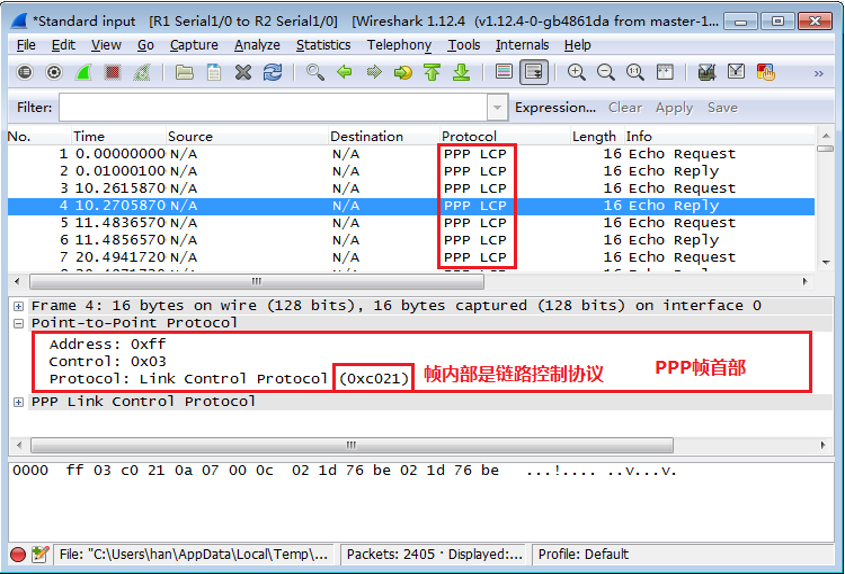 *Standard input   [R1 Serial1/0 to R2 Serial1/0]   [Wireshark 1.12.4  (v1.12.4-0-gb4861da from master-1...
File Edit View Go Capture Analyze Statistics Telephony Tools Internals Help
Filter: Expression... Clear Apply Save
No. Time Source Destination Protocol Length Info
1 0.00000000 N/A N/A PPP LCP 16 Echo Request
2 0.01000100 N/A N/A PPP LCP 16 Echo Reply
3 10.2615870 N/A N/A PPP LCP 16 Echo Request
4 10.2705870 N/A N/A PPP LCP 16 Echo Reply
5 11.4836570 N/A N/A PPP LCP 16 Echo Request
6 11.4856570 N/A N/A PPP LCP 16 Echo Reply
7 20.4941720 N/A N/A PPP LCP 16 Echo Request
Frame 4: 16 bytes on wire (128 bits), 16 bytes captured (128 bits) on interface 0
Point-to-Point Protocol
Address: 0xff
Control: 0x03
Protocol: Link Control Protocol (0xc021) 帧内部是链路控制协议 PPP帧首部
PPP Link Control Protocol
0000 ff 03 c0 21 0a 07 00 0c 02 1d 76 be 02 1d 76 be ...!.... ..v...v.
File: "C:\Users\han\AppData\Local\Temp\... Packets: 2405 · Displayed:... Profile: Default